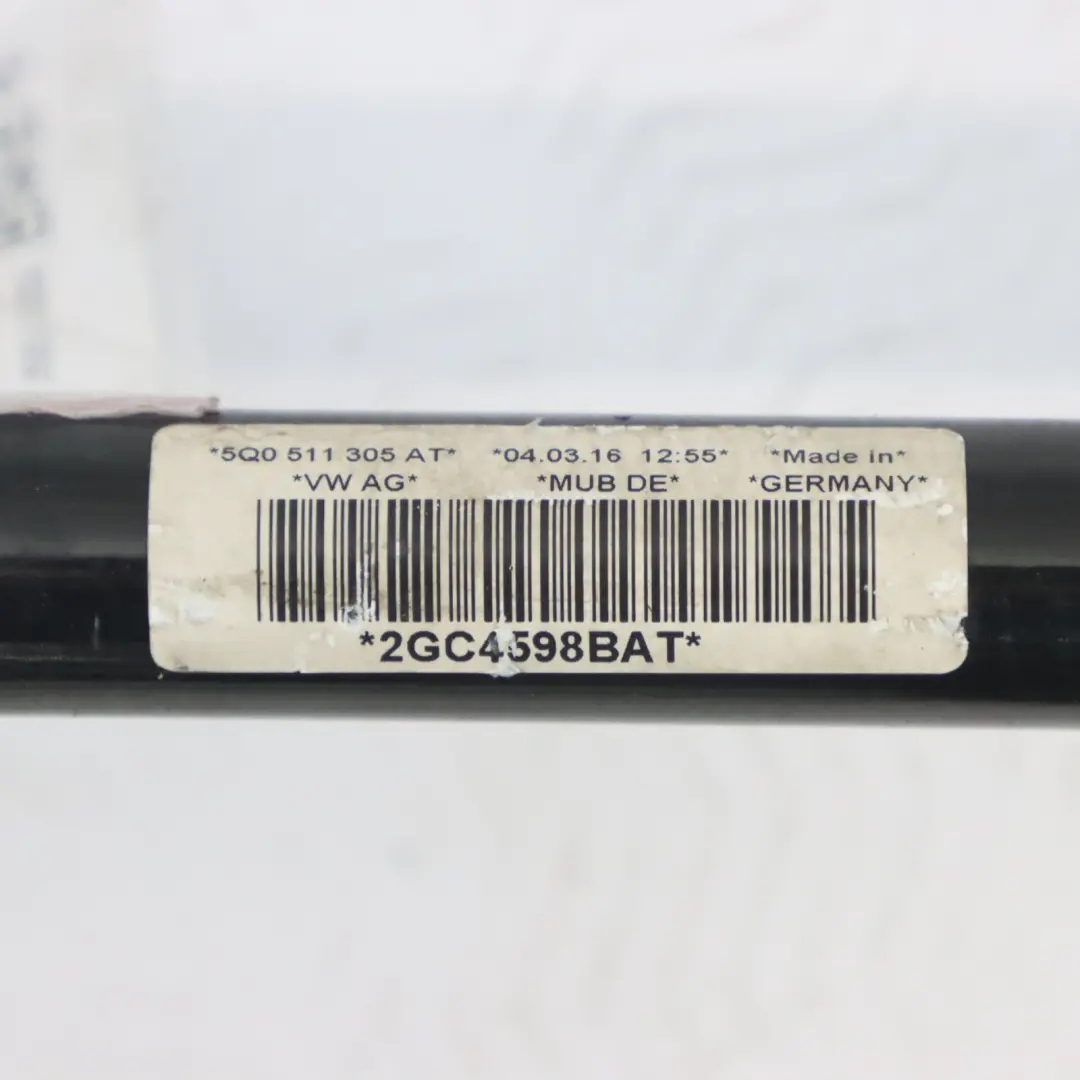 *5Q0 511 305 AT* *04.03.16 12:55* *Made in*
*VW AG* *MUB DE* *GERMANY*
*2GC4598BAT*